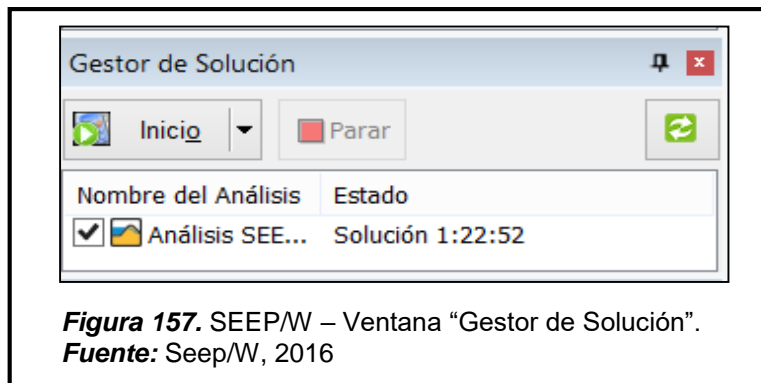 Gestor de Solución
Inicio Parar
Nombre del Análisis Estado
Análisis SEE... Solución 1:22:52
Figura 157. SEEP/W – Ventana “Gestor de Solución”.
Fuente: Seep/W, 2016